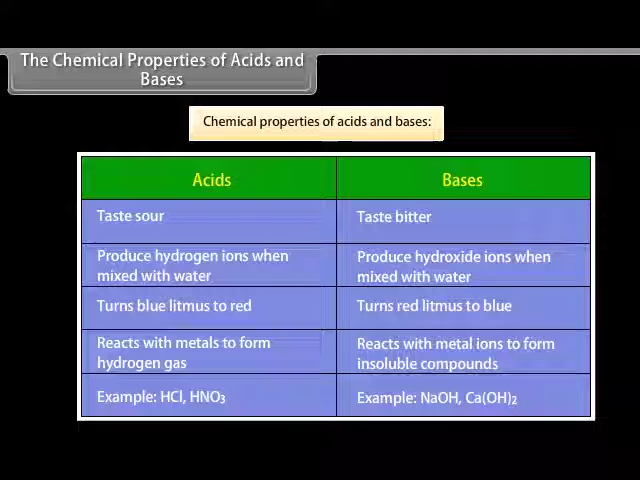 The Chemical Properties of Acids and
Bases
Chemical properties of acids and bases:
Acids
Bases
Taste sour
Taste bitter
Produce hydrogen ions when
mixed with water
Produce hydroxide ions when
mixed with water
Turns blue litmus to red
Turns red litmus to blue
Reacts with metals to form
hydrogen gas
Reacts with metal ions to form
insoluble compounds
Example: HCl, HNO₃
Example: NaOH, Ca(OH)₂